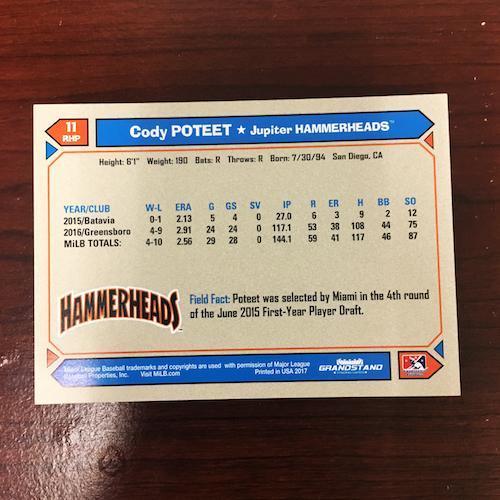 11
RHP
Cody POTEET ★ Jupiter HAMMERHEADS™
Height: 6'1" Weight: 190 Bats: R Throws: R Born: 7/30/94 San Diego, CA
YEAR/CLUB W-L ERA G GS SV IP R ER H BB SO
2015/Batavia 0-1 2.13 5 4 0 27.0 6 3 9 2 12
2016/Greensboro 4-9 2.91 24 24 0 117.1 53 38 108 44 75
MiLB TOTALS: 4-10 2.56 29 28 0 144.1 59 41 117 46 87
HAMMERHEADS
Field Fact: Poteet was selected by Miami in the 4th round
of the June 2015 First-Year Player Draft.
Minor League Baseball trademarks and copyrights are used with permission of Major League
Baseball Properties, Inc. Visit MiLB.com Printed in USA 2017
GRANDSTAND